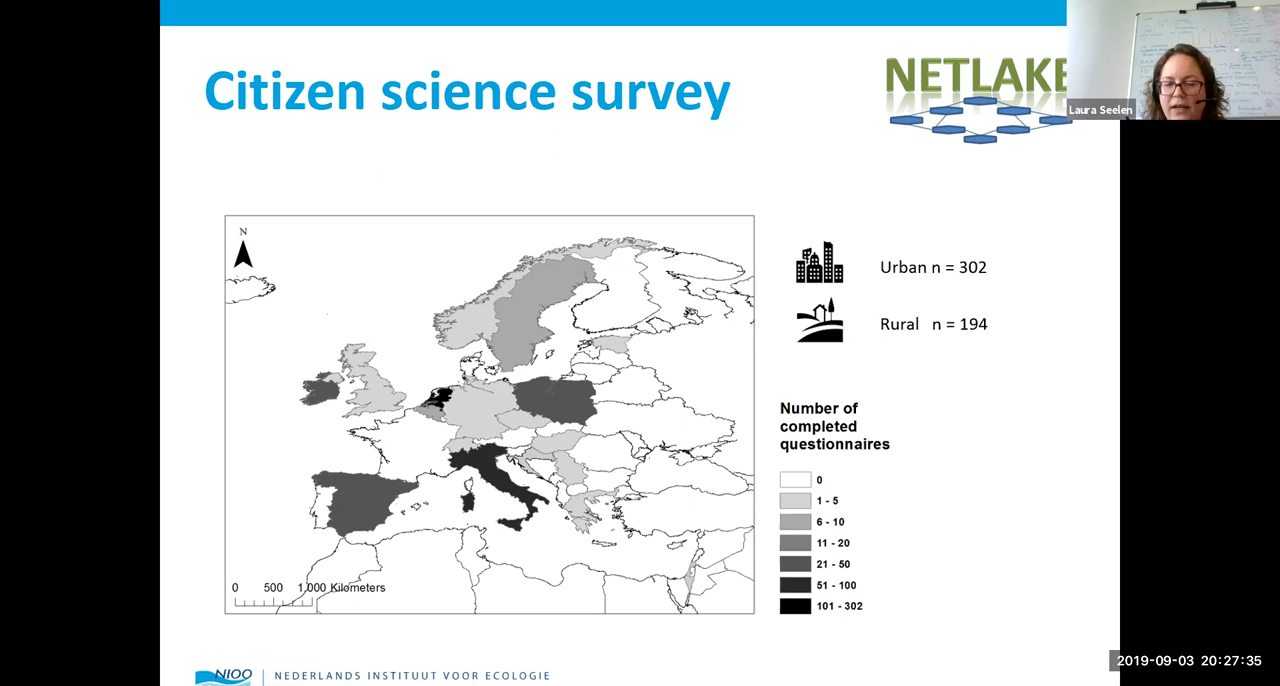 Citizen science survey
NETLAKE
Laura Seelen
N
Urban n = 302
Rural n = 194
Number of
completed
questionnaires
0
1 - 5
6 - 10
11 - 20
21 - 50
51 - 100
101 - 302
0 500 1,000 Kilometers
NIOO
NEDERLANDS INSTITUUT VOOR ECOLOGIE
2019-09-03 20:27:35